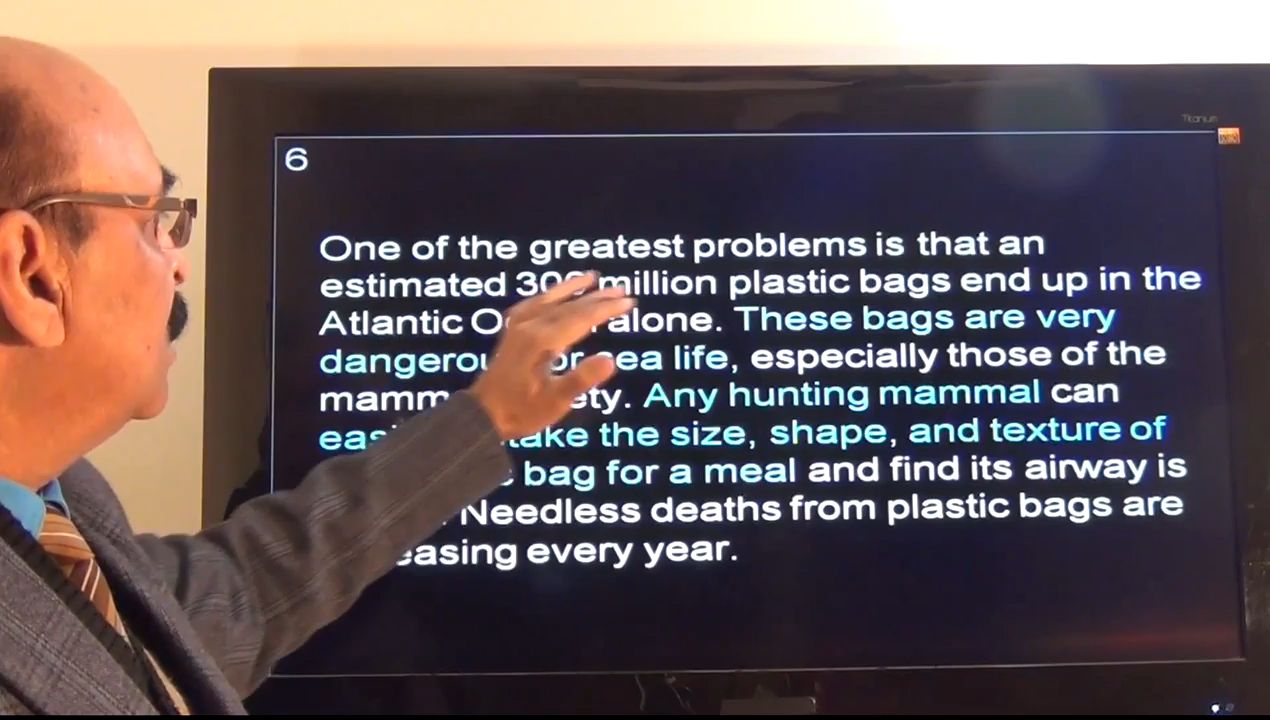 Titanium
6
One of the greatest problems is that an
estimated 300 million plastic bags end up in the
Atlantic alone. These bags are very
sea life, especially those of the
Any hunting mammal can
the size, shape, and texture of
bag for a meal and find its airway is
Needless deaths from plastic bags are
every year.